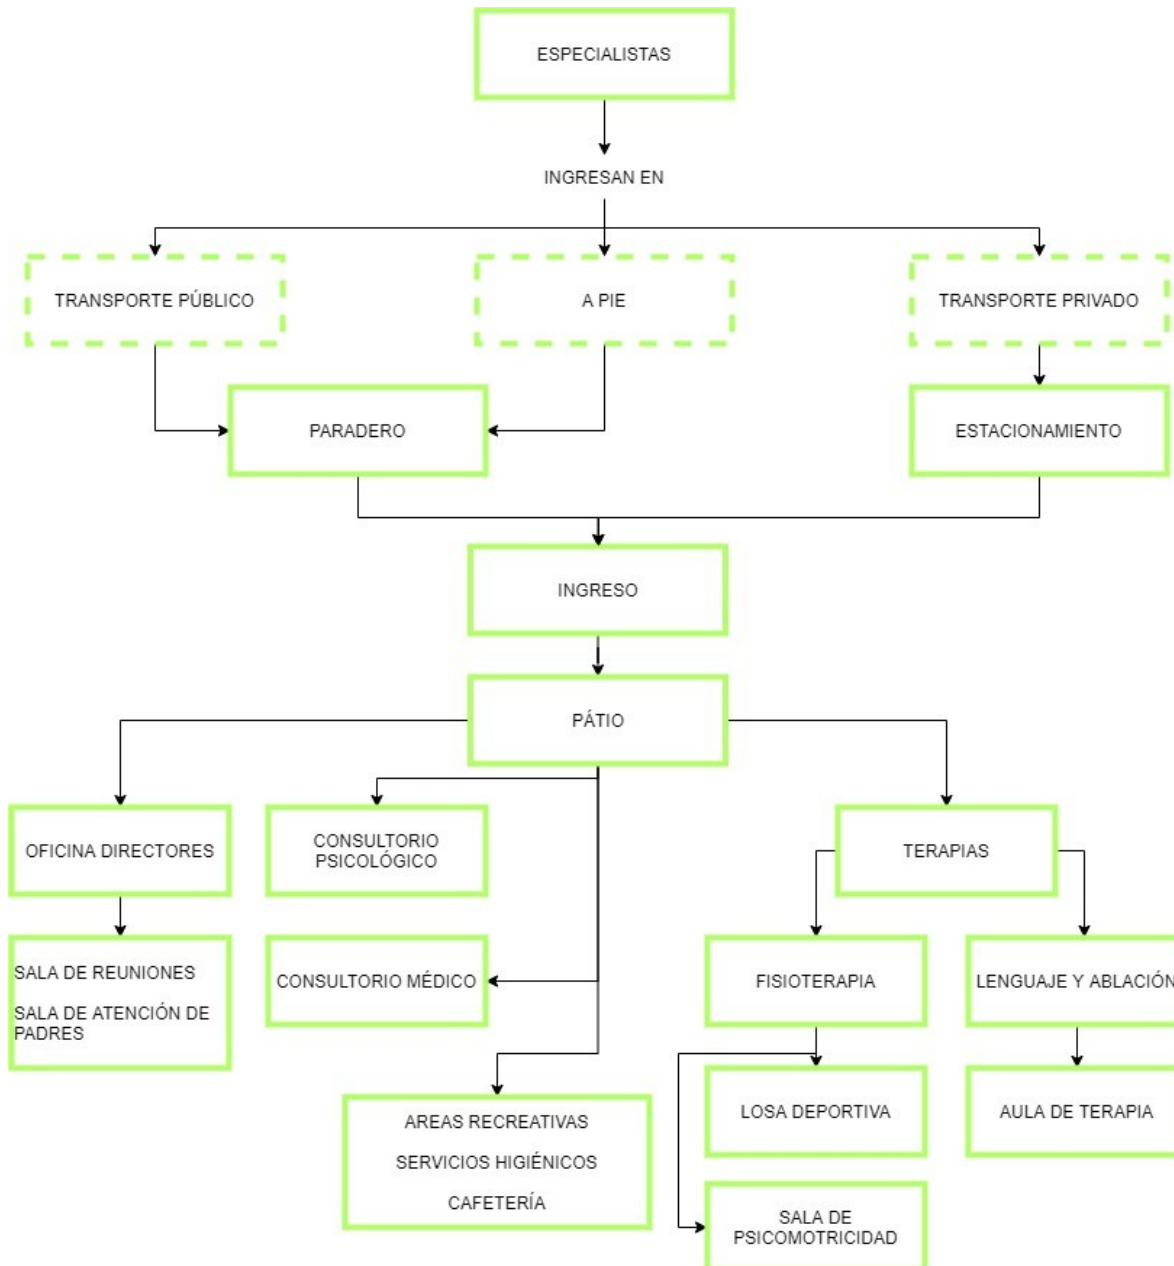 ESPECIALISTAS
INGRESAN EN
TRANSPORTE PÚBLICO
A PIE
TRANSPORTE PRIVADO
PARADERO
ESTACIONAMIENTO
INGRESO
PÁTIO
OFICINA DIRECTORES
CONSULTORIO
PSICOLÓGICO
TERAPIAS
SALA DE REUNIONES
SALA DE ATENCIÓN DE
PADRES
CONSULTORIO MÉDICO
FISIOTERAPIA
LENGUAJE Y ABLACIÓN
AREAS RECREATIVAS
SERVICIOS HIGIÉNICOS
CAFETERÍA
LOSA DEPORTIVA
AULA DE TERAPIA
SALA DE
PSICOMOTRICIDAD